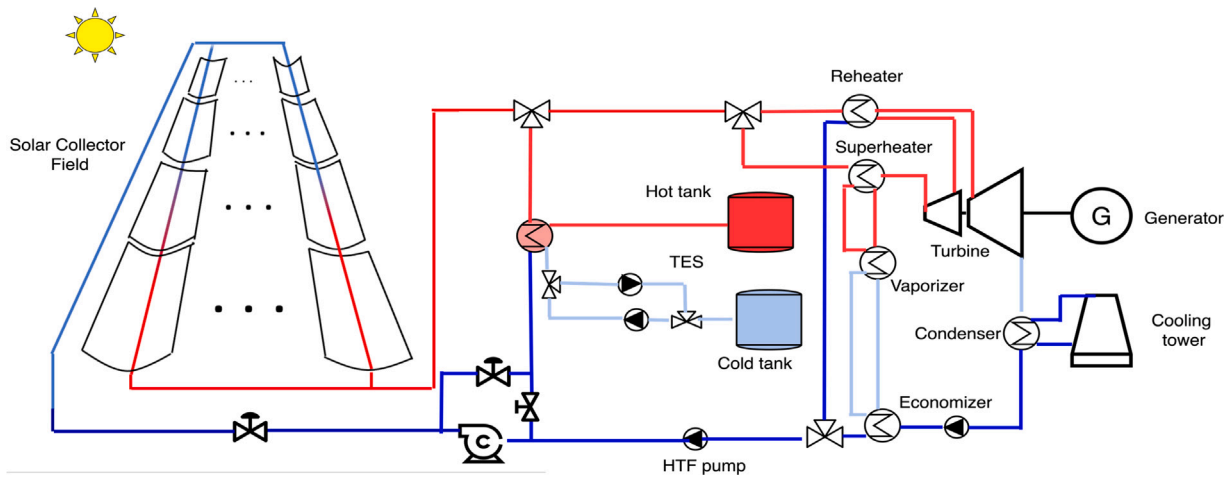 Reheater
Solar Collector
Field
Superheater
Hot tank
G
Generator
Turbine
TES
Vaporizer
Condenser
Cooling
tower
Cold tank
Economizer
C
HTF pump